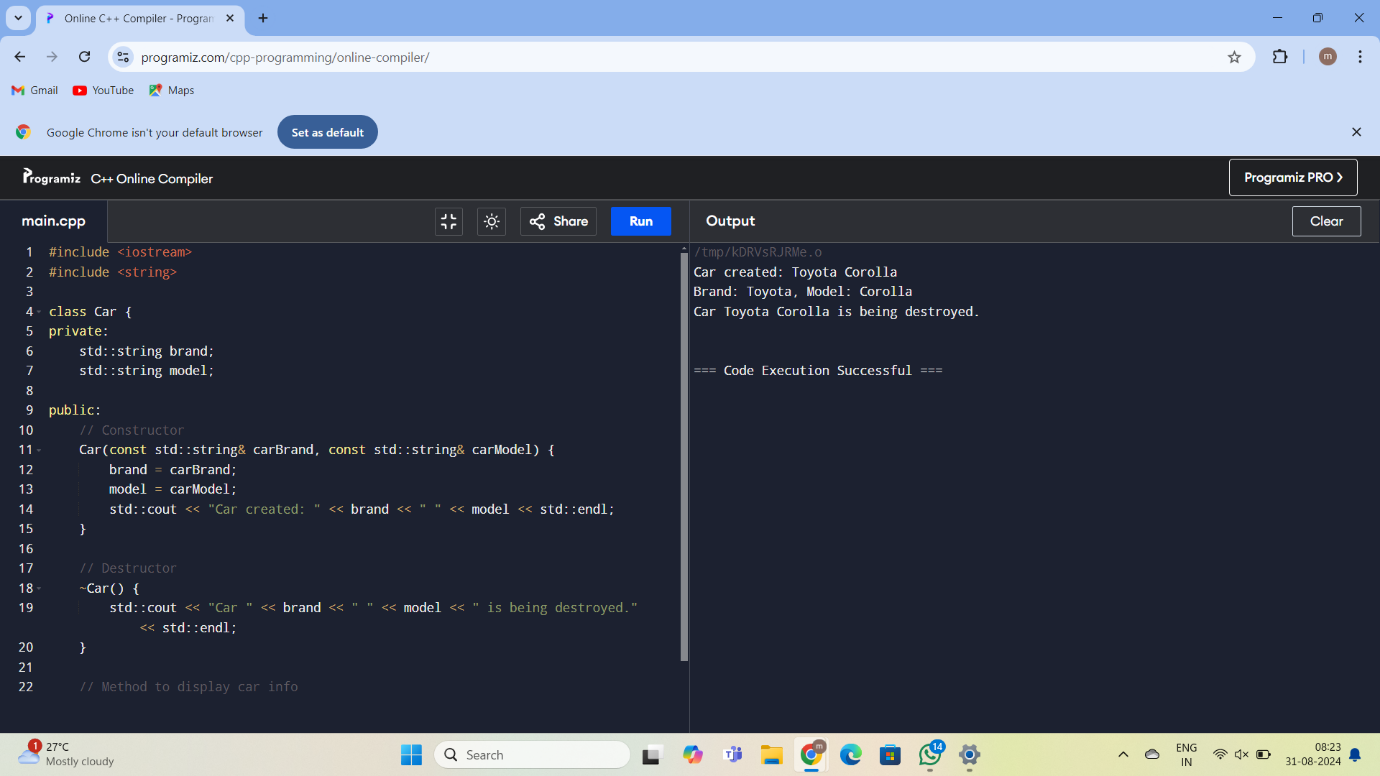 Online C++ Compiler - Program
programiz.com/cpp-programming/online-compiler/
m
Gmail YouTube Maps
Google Chrome isn't your default browser Set as default
Programiz C++ Online Compiler
Programiz PRO >
main.cpp Share Run Output Clear
1 #include <iostream>
2 #include <string>
3
4 class Car {
5 private:
6 std::string brand;
7 std::string model;
8
9 public:
10 // Constructor
11 Car(const std::string& carBrand, const std::string& carModel) {
12 brand = carBrand;
13 model = carModel;
14 std::cout << "Car created: " << brand << " " << model << std::endl;
15 }
16
17 // Destructor
18 ~Car() {
19 std::cout << "Car " << brand << " " << model << " is being destroyed."
<< std::endl;
20 }
21
22 // Method to display car info
/tmp/kDRVsRJRMe.o
Car created: Toyota Corolla
Brand: Toyota, Model: Corolla
Car Toyota Corolla is being destroyed.
=== Code Execution Successful ===
1
27°C
Mostly cloudy
Search
m
14
ENG
IN
08:23
31-08-2024